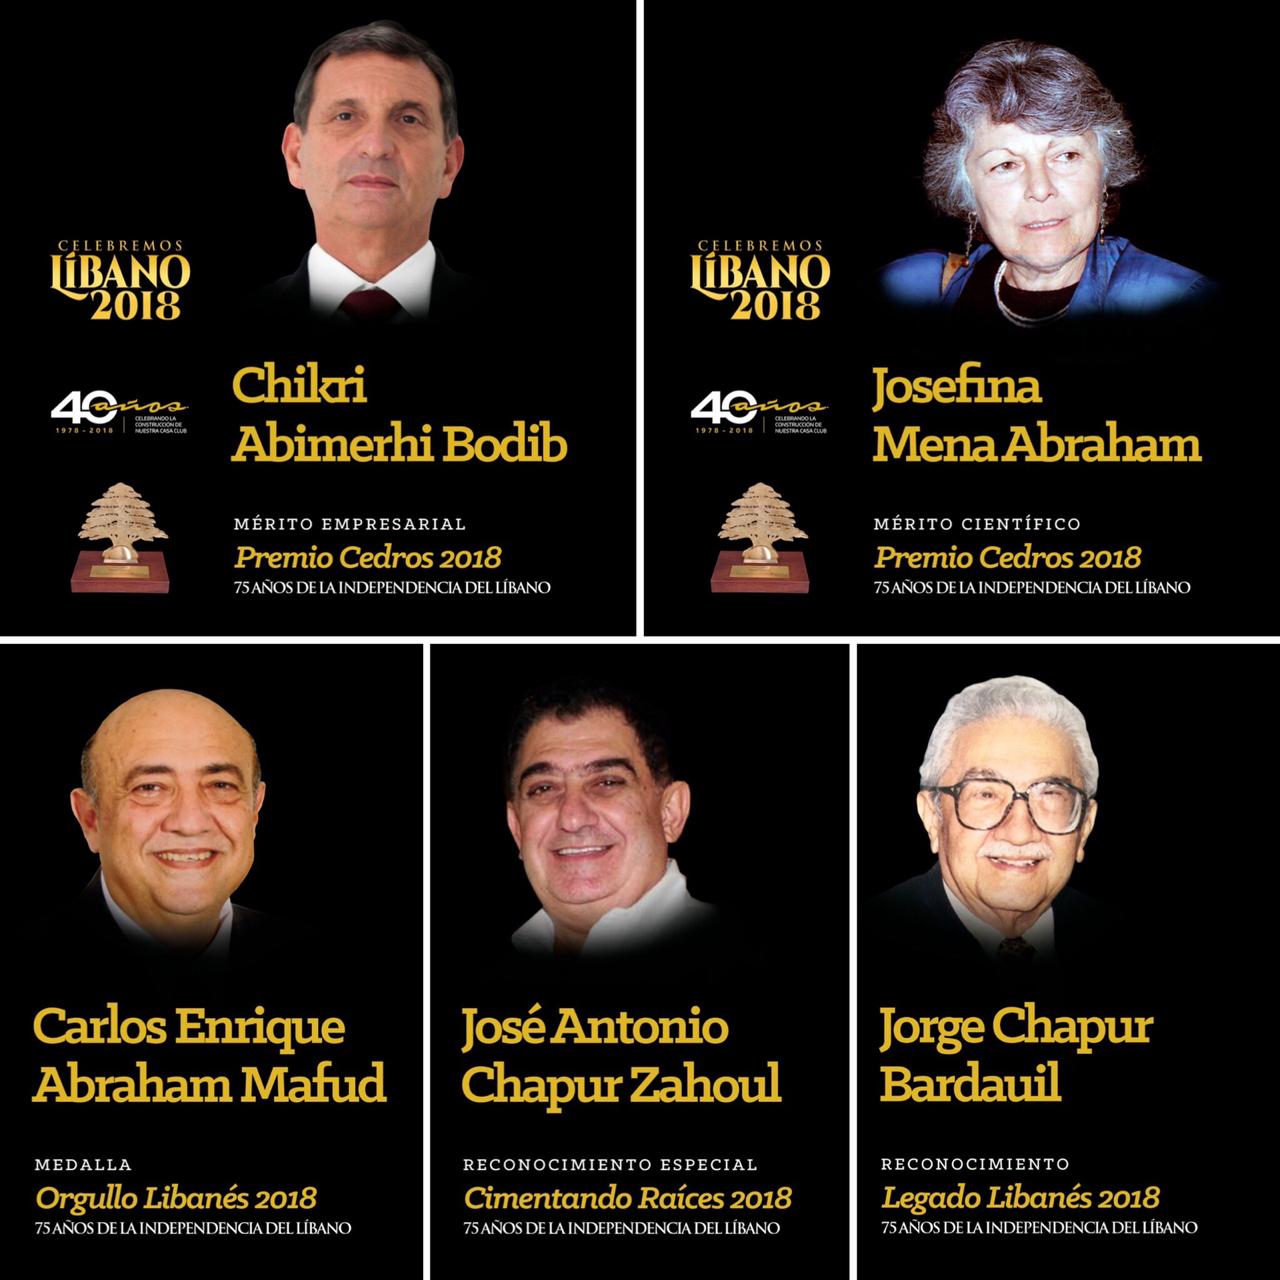 CELEBREMOS
LÍBANO
2018
40 años
1978 - 2018
CELEBRANDO LA
CONSTRUCCIÓN DE
NUESTRA CASA CLUB
Chikri
Abimerhi Bodib
MÉRITO EMPRESARIAL
Premio Cedros 2018
75 AÑOS DE LA INDEPENDENCIA DEL LÍBANO
CELEBREMOS
LÍBANO
2018
40 años
1978 - 2018
CELEBRANDO LA
CONSTRUCCIÓN DE
NUESTRA CASA CLUB
Josefina
Mena Abraham
MÉRITO CIENTÍFICO
Premio Cedros 2018
75 AÑOS DE LA INDEPENDENCIA DEL LÍBANO
Carlos Enrique
Abraham Mafud
MEDALLA
Orgullo Libanés 2018
75 AÑOS DE LA INDEPENDENCIA DEL LÍBANO
José Antonio
Chapur Zahoul
RECONOCIMIENTO ESPECIAL
Cimentando Raíces 2018
75 AÑOS DE LA INDEPENDENCIA DEL LÍBANO
Jorge Chapur
Bardauil
RECONOCIMIENTO
Legado Libanés 2018
75 AÑOS DE LA INDEPENDENCIA DEL LÍBANO